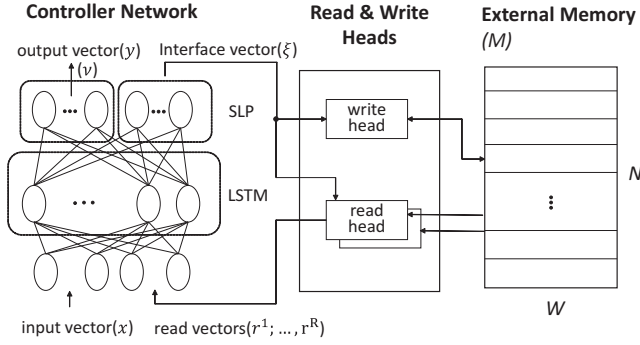 Controller Network
Read & Write
Heads
External Memory
(M)
output vector(y)
(ν)
Interface vector(ξ)
SLP
LSTM
write
head
read
head
N
W
input vector(x)
read vectors(r¹; … , rᴿ)